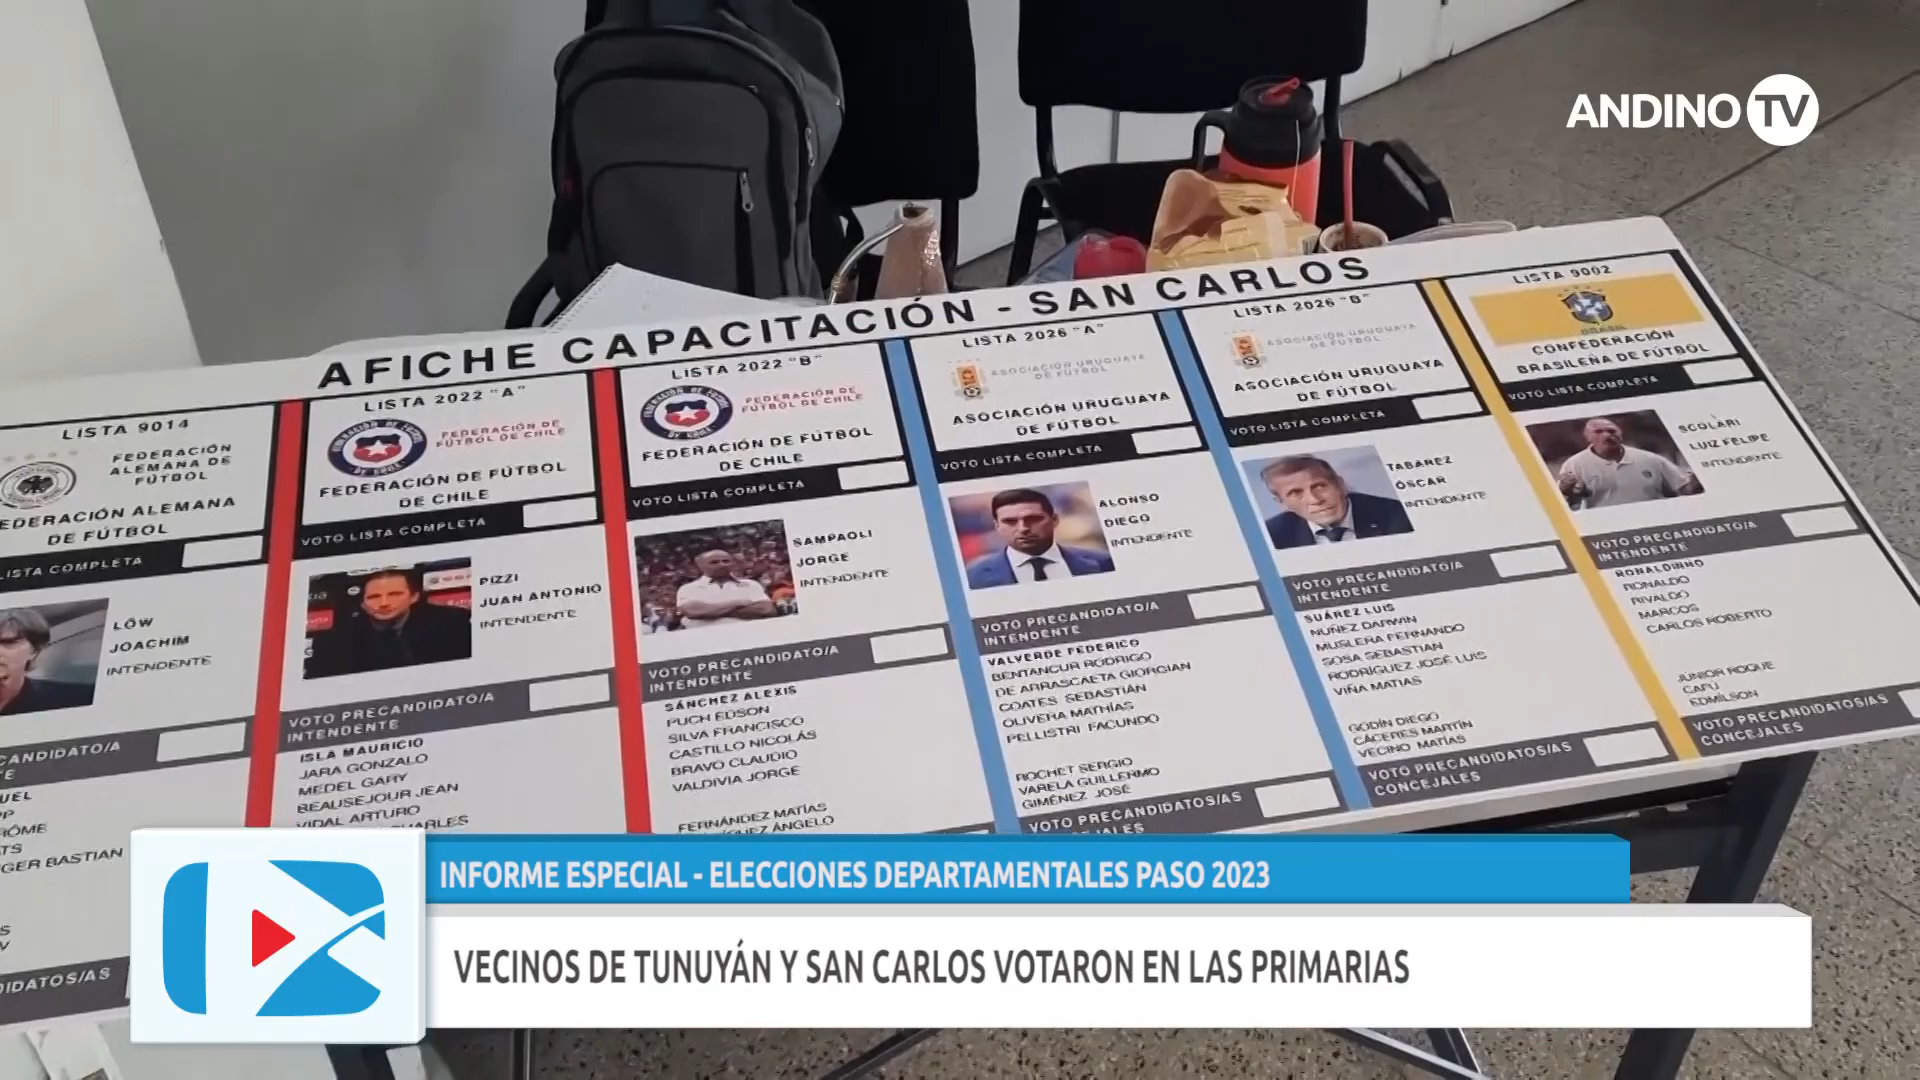 ANDINO TV
AFICHE CAPACITACIÓN - SAN CARLOS
LISTA 9014
FEDERACIÓN
ALEMANA DE
FÚTBOL
FEDERACIÓN ALEMANA
DE FÚTBOL
LISTA COMPLETA
LÖW
JOACHIM
INTENDENTE
LISTA 2022 "A"
FEDERACIÓN DE
FÚTBOL DE CHILE
FEDERACIÓN DE FÚTBOL
DE CHILE
VOTO LISTA COMPLETA
PIZZI
JUAN ANTONIO
INTENDENTE
VOTO PRECANDIDATO/A
INTENDENTE
ISLA MAURICIO
JARA GONZALO
MEDEL GARY
BEAUSEJOUR JEAN
VIDAL ARTURO
LISTA 2022 "B"
FEDERACIÓN DE
FÚTBOL DE CHILE
FEDERACIÓN DE FÚTBOL
DE CHILE
VOTO LISTA COMPLETA
SAMPAOLI
JORGE
INTENDENTE
VOTO PRECANDIDATO/A
INTENDENTE
SÁNCHEZ ALEXIS
PUCH EDSON
SILVA FRANCISCO
CASTILLO NICOLÁS
BRAVO CLAUDIO
VALDIVIA JORGE
FERNÁNDEZ MATÍAS
LISTA 2026 "A"
ASOCIACIÓN URUGUAYA
DE FÚTBOL
ASOCIACIÓN URUGUAYA
DE FÚTBOL
VOTO LISTA COMPLETA
ALONSO
DIEGO
INTENDENTE
VOTO PRECANDIDATO/A
INTENDENTE
VALVERDE FEDERICO
BENTANCUR RODRIGO
DE ARRASCAETA GIORGIAN
COATES SEBASTIÁN
OLIVERA MATHÍAS
PELLISTRI FACUNDO
ROCHET SERGIO
VARELA GUILLERMO
GIMÉNEZ JOSÉ
VOTO PRECANDIDATOS/AS
LISTA 2026 "B"
ASOCIACIÓN URUGUAYA
DE FÚTBOL
ASOCIACIÓN URUGUAYA
DE FÚTBOL
VOTO LISTA COMPLETA
TABAREZ
ÓSCAR
INTENDENTE
VOTO PRECANDIDATO/A
INTENDENTE
SUÁREZ LUIS
NUÑEZ DARWIN
MUSLERA FERNANDO
SOSA SEBASTIAN
RODRÍGUEZ JOSÉ LUIS
VIÑA MATIAS
GODÍN DIEGO
CÁCERES MARTÍN
VECINO MATÍAS
VOTO PRECANDIDATOS/AS
CONCEJALES
LISTA 9002
BRASIL
CONFEDERACIÓN
BRASILEÑA DE FÚTBOL
VOTO LISTA COMPLETA
SCOLARI
LUIZ FELIPE
INTENDENTE
VOTO PRECANDIDATO/A
INTENDENTE
RONALDINHO
RONALDO
RIVALDO
MARCOS
CARLOS ROBERTO
JUNIOR ROQUE
CAFÚ
EDMÍLSON
VOTO PRECANDIDATOS/AS
CONCEJALES
INFORME ESPECIAL - ELECCIONES DEPARTAMENTALES PASO 2023
VECINOS DE TUNUYÁN Y SAN CARLOS VOTARON EN LAS PRIMARIAS